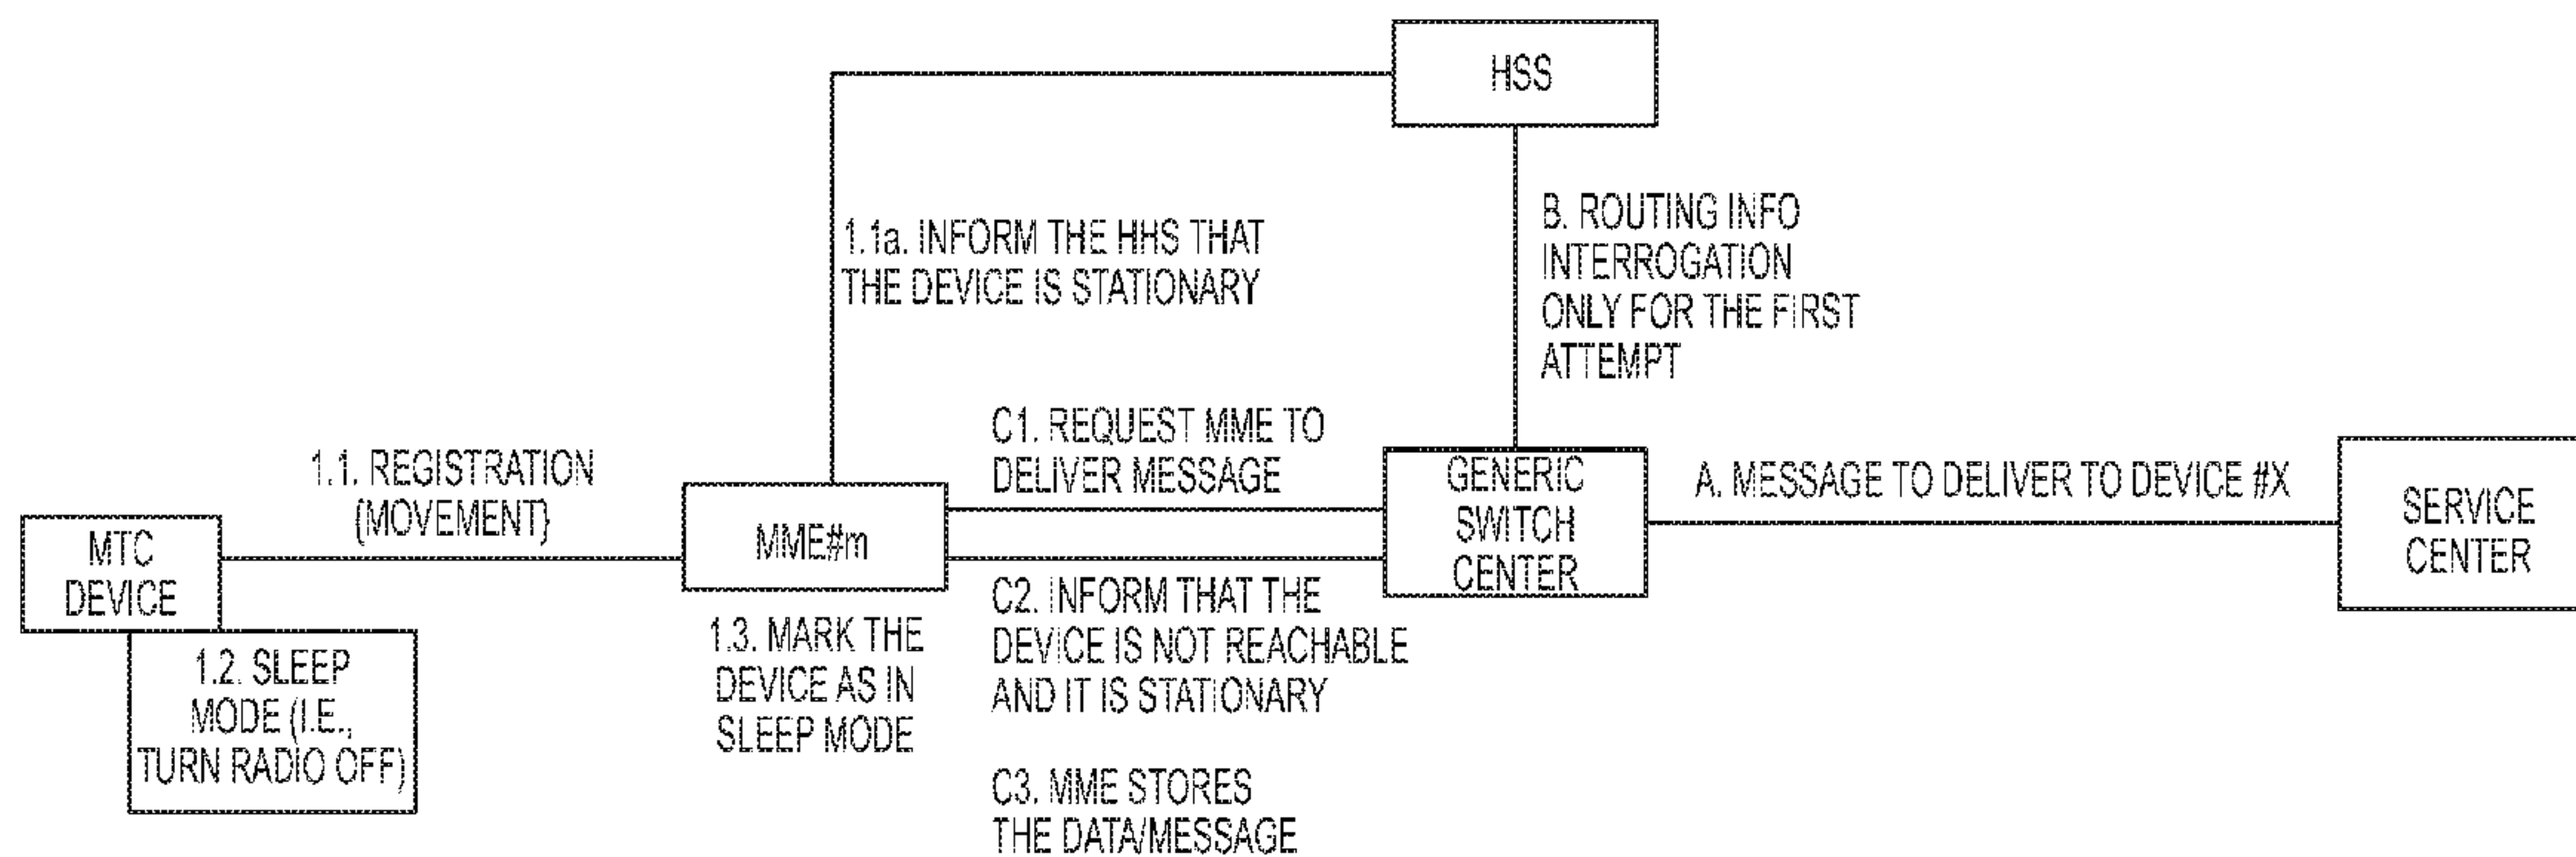 HSS
1.1a. INFORM THE HHS THAT
THE DEVICE IS STATIONARY
B. ROUTING INFO
INTERROGATION
ONLY FOR THE FIRST
ATTEMPT
1.1. REGISTRATION
(MOVEMENT)
C1. REQUEST MME TO
DELIVER MESSAGE
GENERIC
SWITCH
CENTER
A. MESSAGE TO DELIVER TO DEVICE #X
SERVICE
CENTER
MTC
DEVICE
MME#m
1.2. SLEEP
MODE (I.E.,
TURN RADIO OFF)
1.3. MARK THE
DEVICE AS IN
SLEEP MODE
C2. INFORM THAT THE
DEVICE IS NOT REACHABLE
AND IT IS STATIONARY
C3. MME STORES
THE DATA/MESSAGE